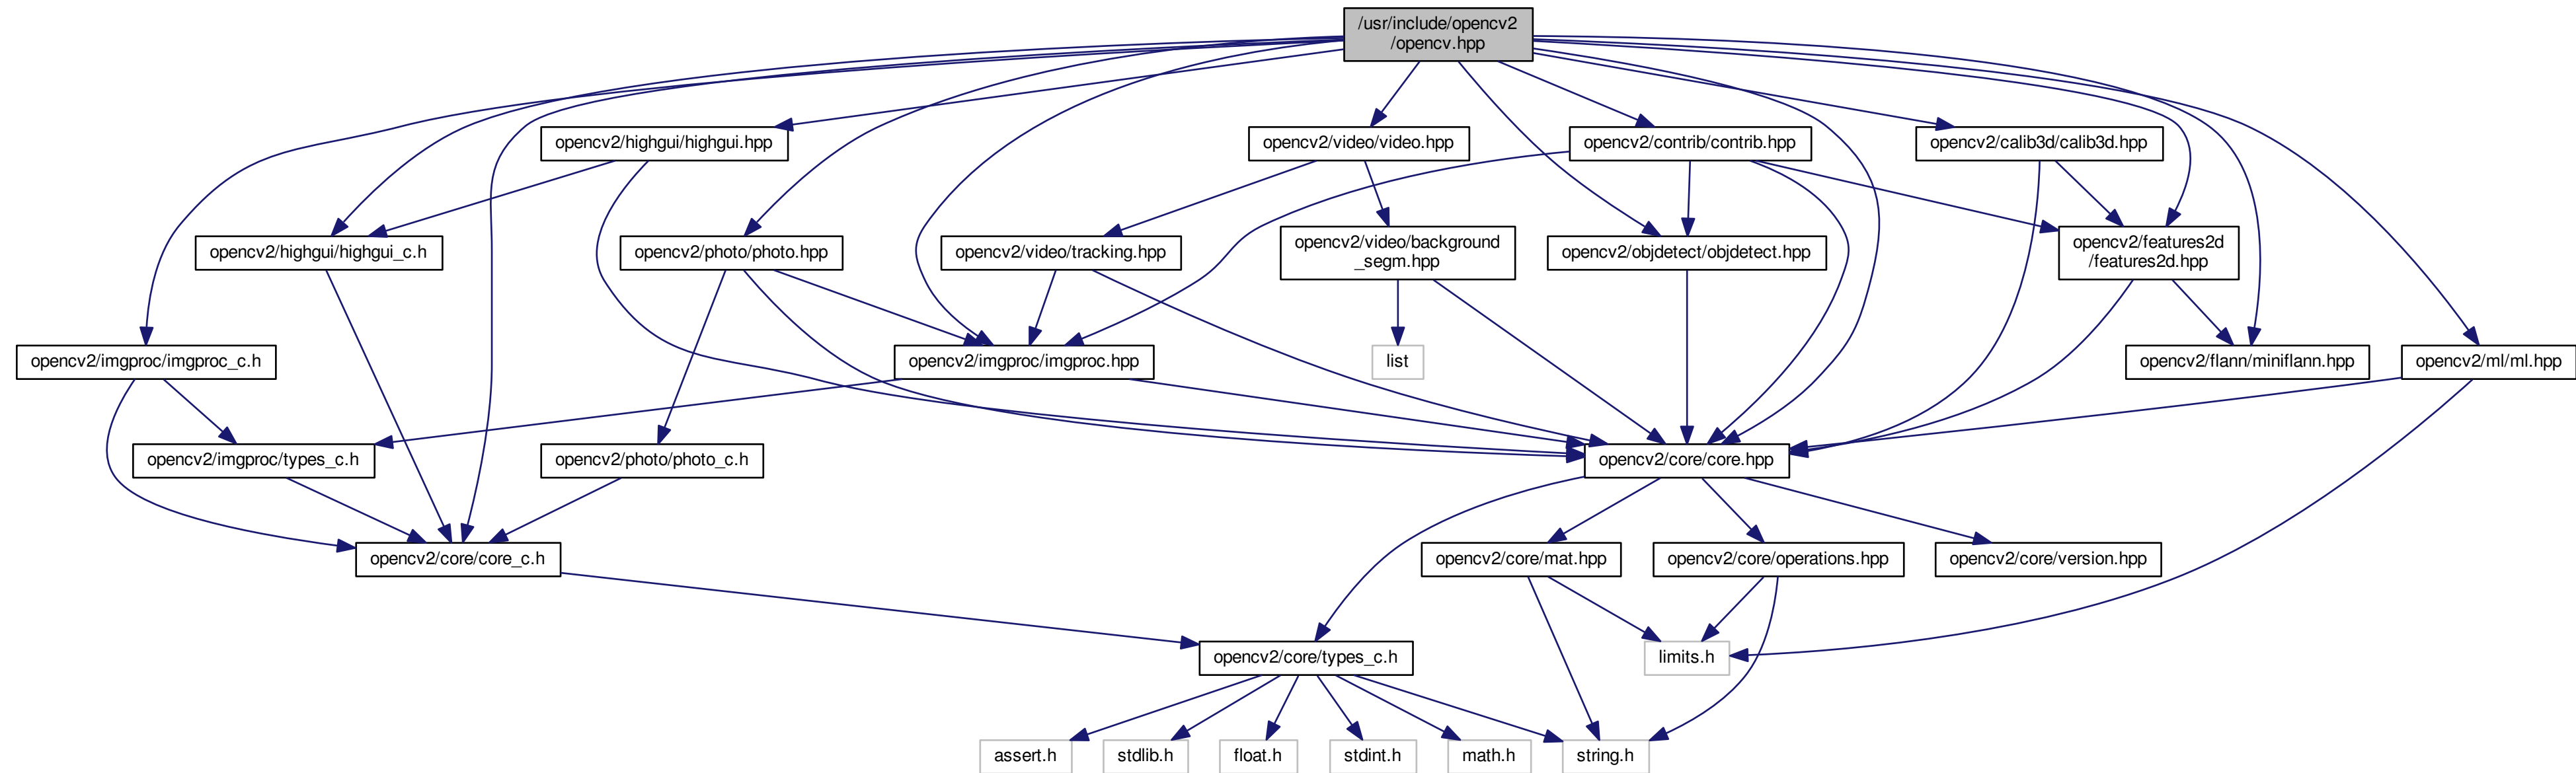 /usr/include/opencv2
/opencv.hpp
opencv2/highgui/highgui.hpp
opencv2/video/video.hpp
opencv2/contrib/contrib.hpp
opencv2/calib3d/calib3d.hpp
opencv2/highgui/highgui_c.h
opencv2/photo/photo.hpp
opencv2/video/tracking.hpp
opencv2/video/background
_segm.hpp
opencv2/objdetect/objdetect.hpp
opencv2/features2d
/features2d.hpp
opencv2/imgproc/imgproc_c.h
opencv2/imgproc/imgproc.hpp
list
opencv2/flann/miniflann.hpp
opencv2/ml/ml.hpp
opencv2/imgproc/types_c.h
opencv2/photo/photo_c.h
opencv2/core/core.hpp
opencv2/core/core_c.h
opencv2/core/mat.hpp
opencv2/core/operations.hpp
opencv2/core/version.hpp
opencv2/core/types_c.h
limits.h
assert.h
stdlib.h
float.h
stdint.h
math.h
string.h